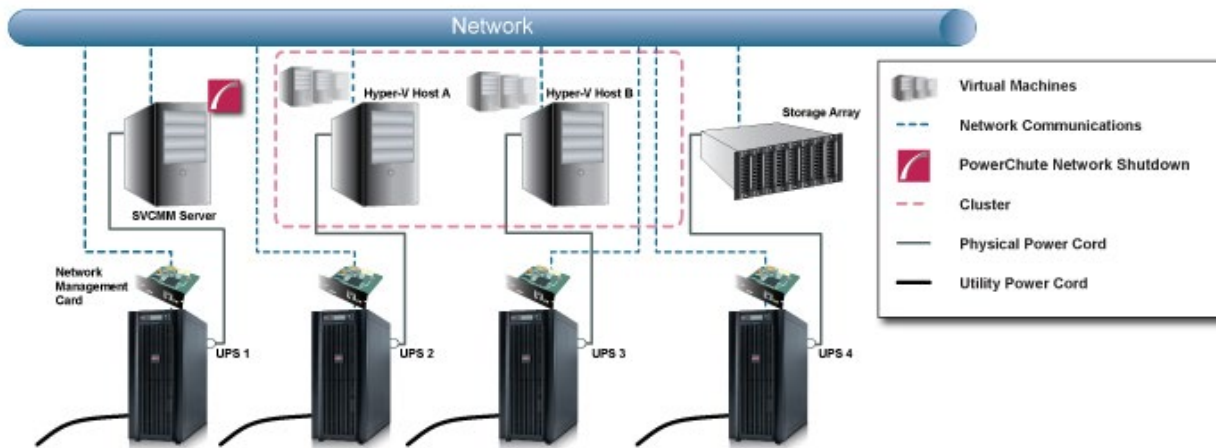 Network
Hyper-V Host A
Hyper-V Host B
Storage Array
SVCMM Server
Network
Management
Card
UPS 1
UPS 2
UPS 3
UPS 4
Virtual Machines
Network Communications
PowerChute Network Shutdown
Cluster
Physical Power Cord
Utility Power Cord